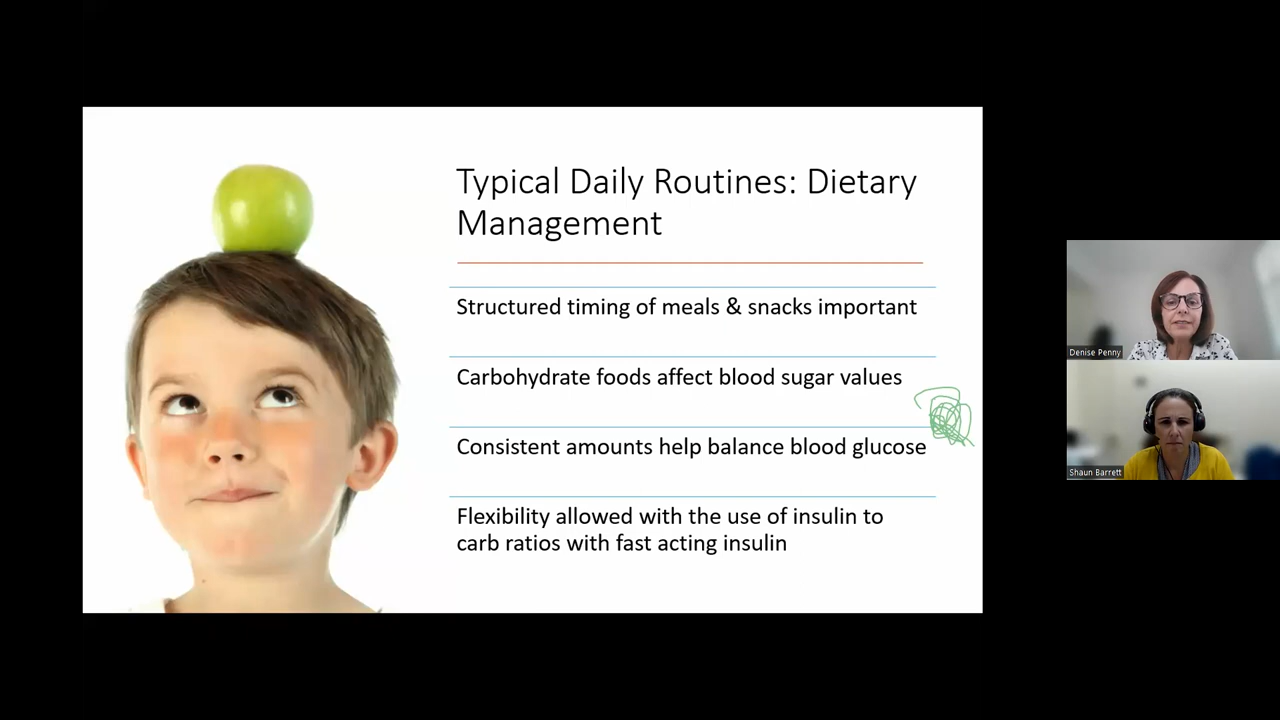 Typical Daily Routines: Dietary
Management
Structured timing of meals & snacks important
Carbohydrate foods affect blood sugar values
Consistent amounts help balance blood glucose
Flexibility allowed with the use of insulin to
carb ratios with fast acting insulin
Denise Penny
Shaun Barrett